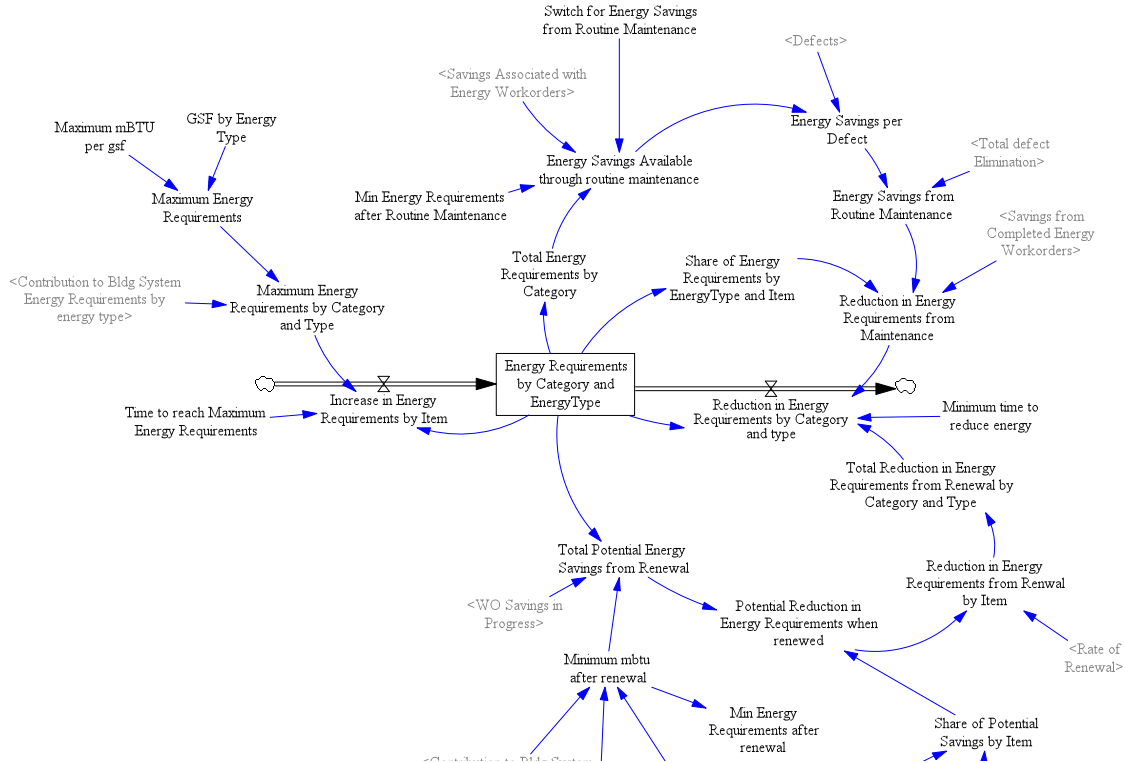 Switch for Energy Savings
from Routine Maintenance
<Defects>
<Savings Associated with
Energy Workorders>
GSF by Energy
Type
Maximum mBTU
per gsf
Energy Savings per
Defect
<Total defect
Elimination>
Energy Savings Available
through routine maintenance
Min Energy Requirements
after Routine Maintenance
Maximum Energy
Requirements
Energy Savings from
Routine Maintenance
<Savings from
Completed Energy
Workorders>
Total Energy
Requirements by
Category
Share of Energy
Requirements by
EnergyType and Item
<Contribution to Bldg System
Energy Requirements by
energy type>
Maximum Energy
Requirements by Category
and Type
Reduction in Energy
Requirements from
Maintenance
Energy Requirements
by Category and
EnergyType
Time to reach Maximum
Energy Requirements
Increase in Energy
Requirements by Item
Reduction in Energy
Requirements by Category
and type
Minimum time to
reduce energy
Total Reduction in Energy
Requirements from Renewal by
Category and Type
Total Potential Energy
Savings from Renewal
Reduction in Energy
Requirements from Renwal
by Item
<WO Savings in
Progress>
Potential Reduction in
Energy Requirements when
renewed
<Rate of
Renewal>
Minimum mbtu
after renewal
Min Energy
Requirements after
renewal
Share of Potential
Savings by Item
<Contribution to Bldg System